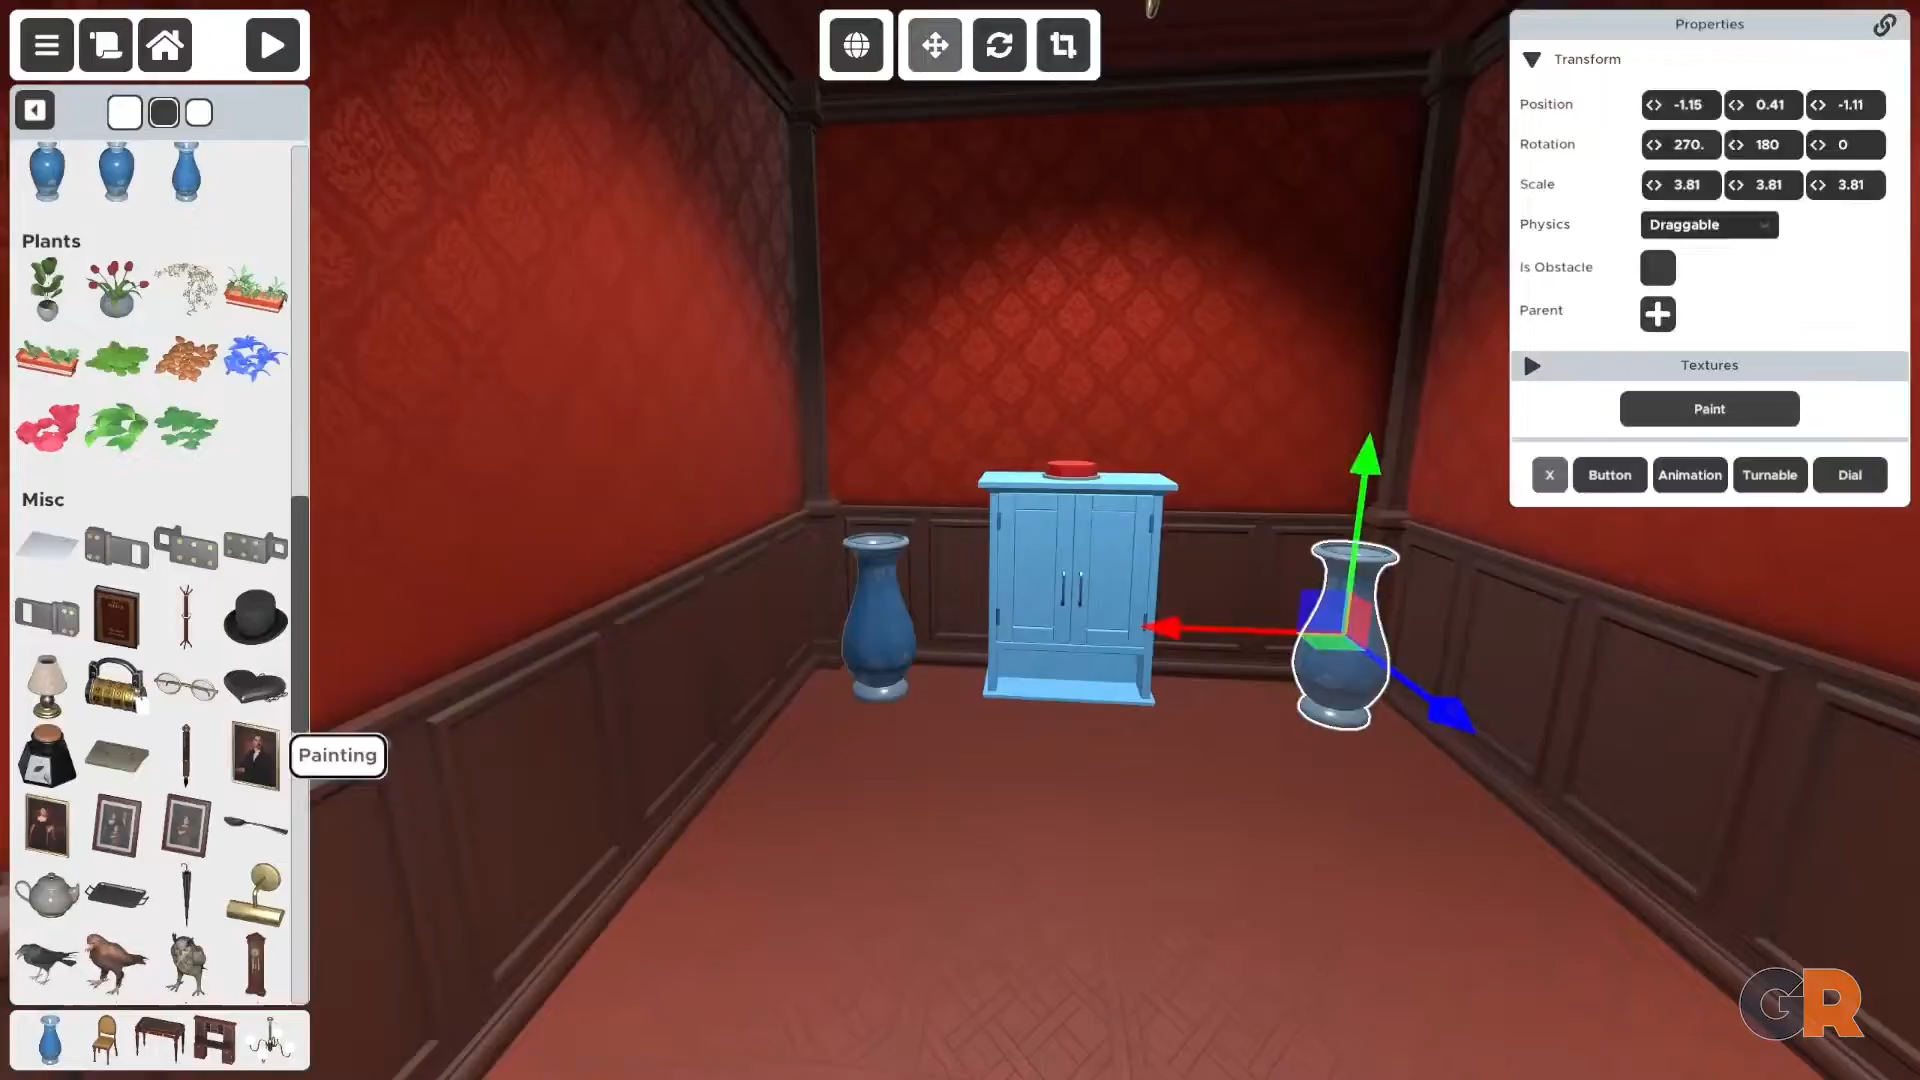 Properties
Transform
Position -1.15 0.41 -1.11
Rotation 270. 180 0
Scale 3.81 3.81 3.81
Physics Draggable
Is Obstacle
Parent
Textures
Paint
X Button Animation Turnable Dial
Plants
Misc
Painting
GR